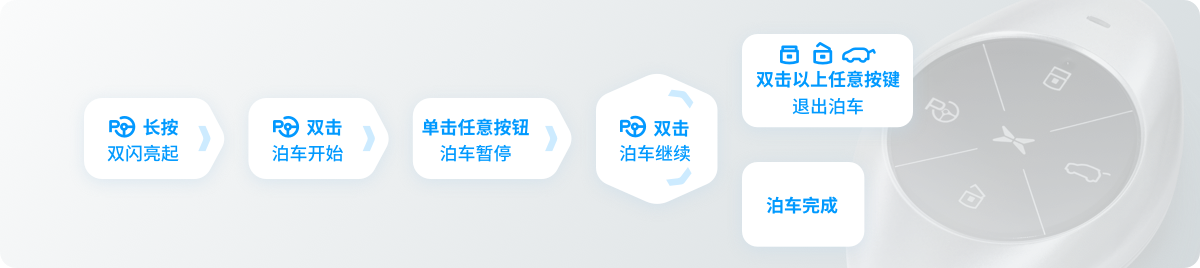 长按
双闪亮起
双击
泊车开始
单击任意按钮
泊车暂停
双击
泊车继续
双击以上任意按键
退出泊车
泊车完成